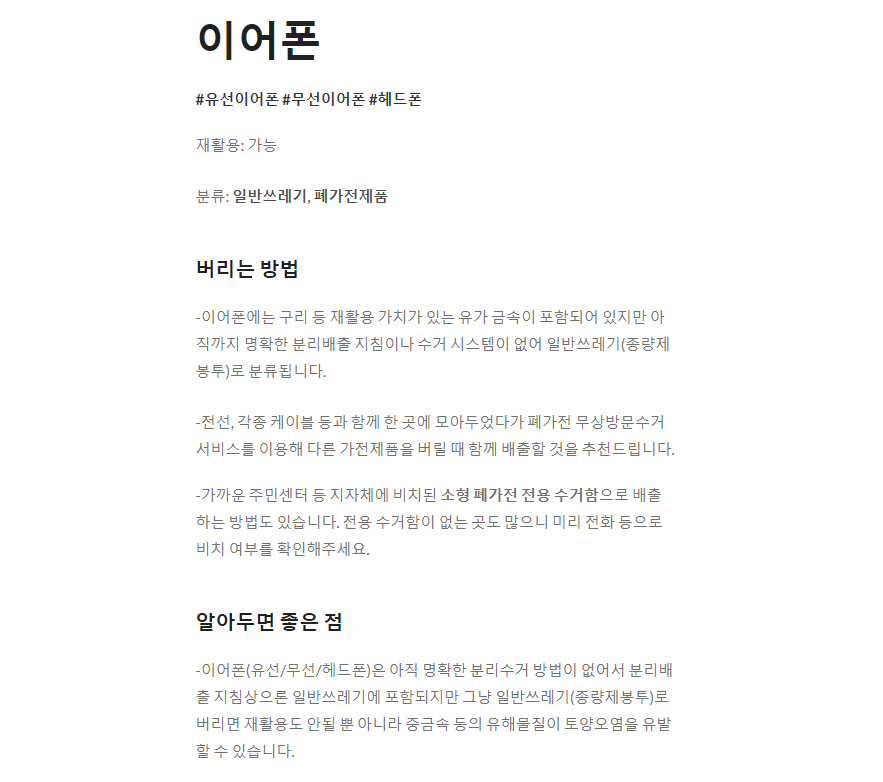 이어폰
#유선이어폰 #무선이어폰 #헤드폰
재활용: 가능
분류: 일반쓰레기, 폐가전제품
버리는 방법
-이어폰에는 구리 등 재활용 가치가 있는 유가 금속이 포함되어 있지만 아
직까지 명확한 분리배출 지침이나 수거 시스템이 없어 일반쓰레기(종량제
봉투)로 분류됩니다.
-전선, 각종 케이블 등과 함께 한 곳에 모아두었다가 폐가전 무상방문수거
서비스를 이용해 다른 가전제품을 버릴 때 함께 배출할 것을 추천드립니다.
-가까운 주민센터 등 지자체에 비치된 소형 폐가전 전용 수거함으로 배출
하는 방법도 있습니다. 전용 수거함이 없는 곳도 많으니 미리 전화 등으로
비치 여부를 확인해주세요.
알아두면 좋은 점
-이어폰(유선/무선/헤드폰)은 아직 명확한 분리수거 방법이 없어서 분리배
출 지침상으론 일반쓰레기에 포함되지만 그냥 일반쓰레기(종량제봉투)로
버리면 재활용도 안될 뿐 아니라 중금속 등의 유해물질이 토양오염을 유발
할 수 있습니다.